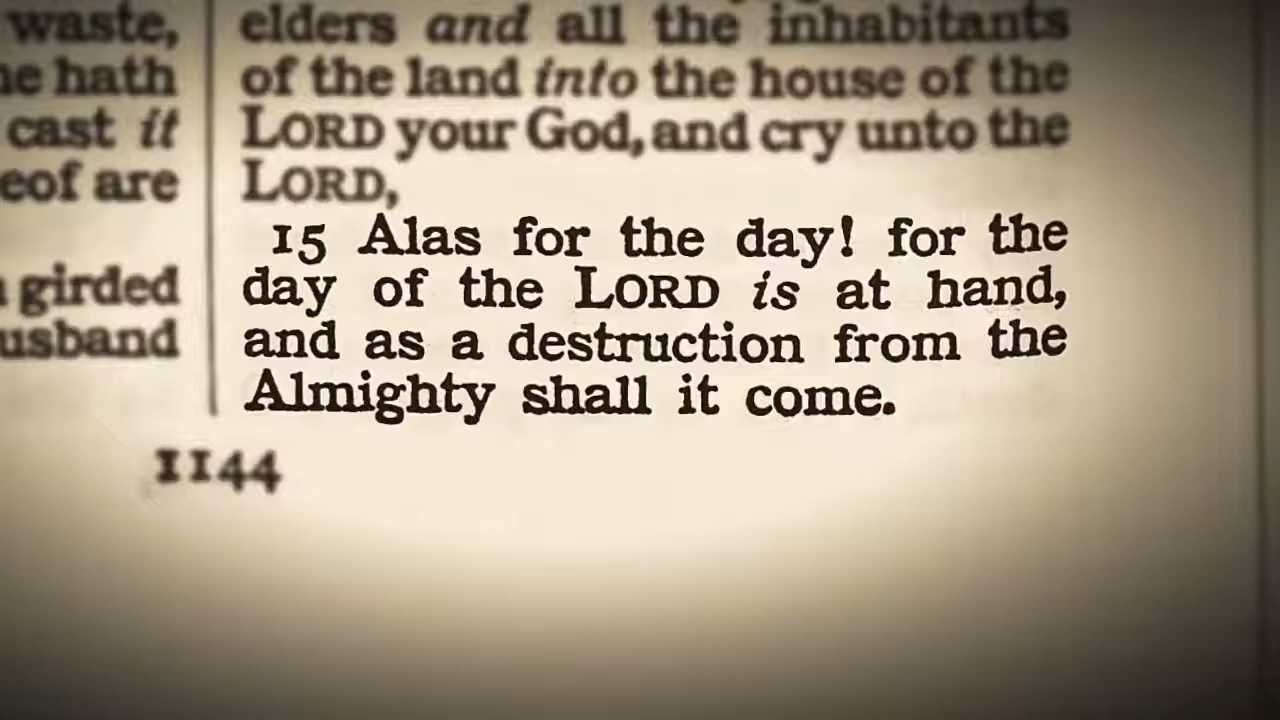 waste,
he hath
cast it
eof are
girded
usband
elders and all the inhabitants
of the land into the house of the
LORD your God, and cry unto the
LORD,
15 Alas for the day! for the
day of the LORD is at hand,
and as a destruction from the
Almighty shall it come.
1144